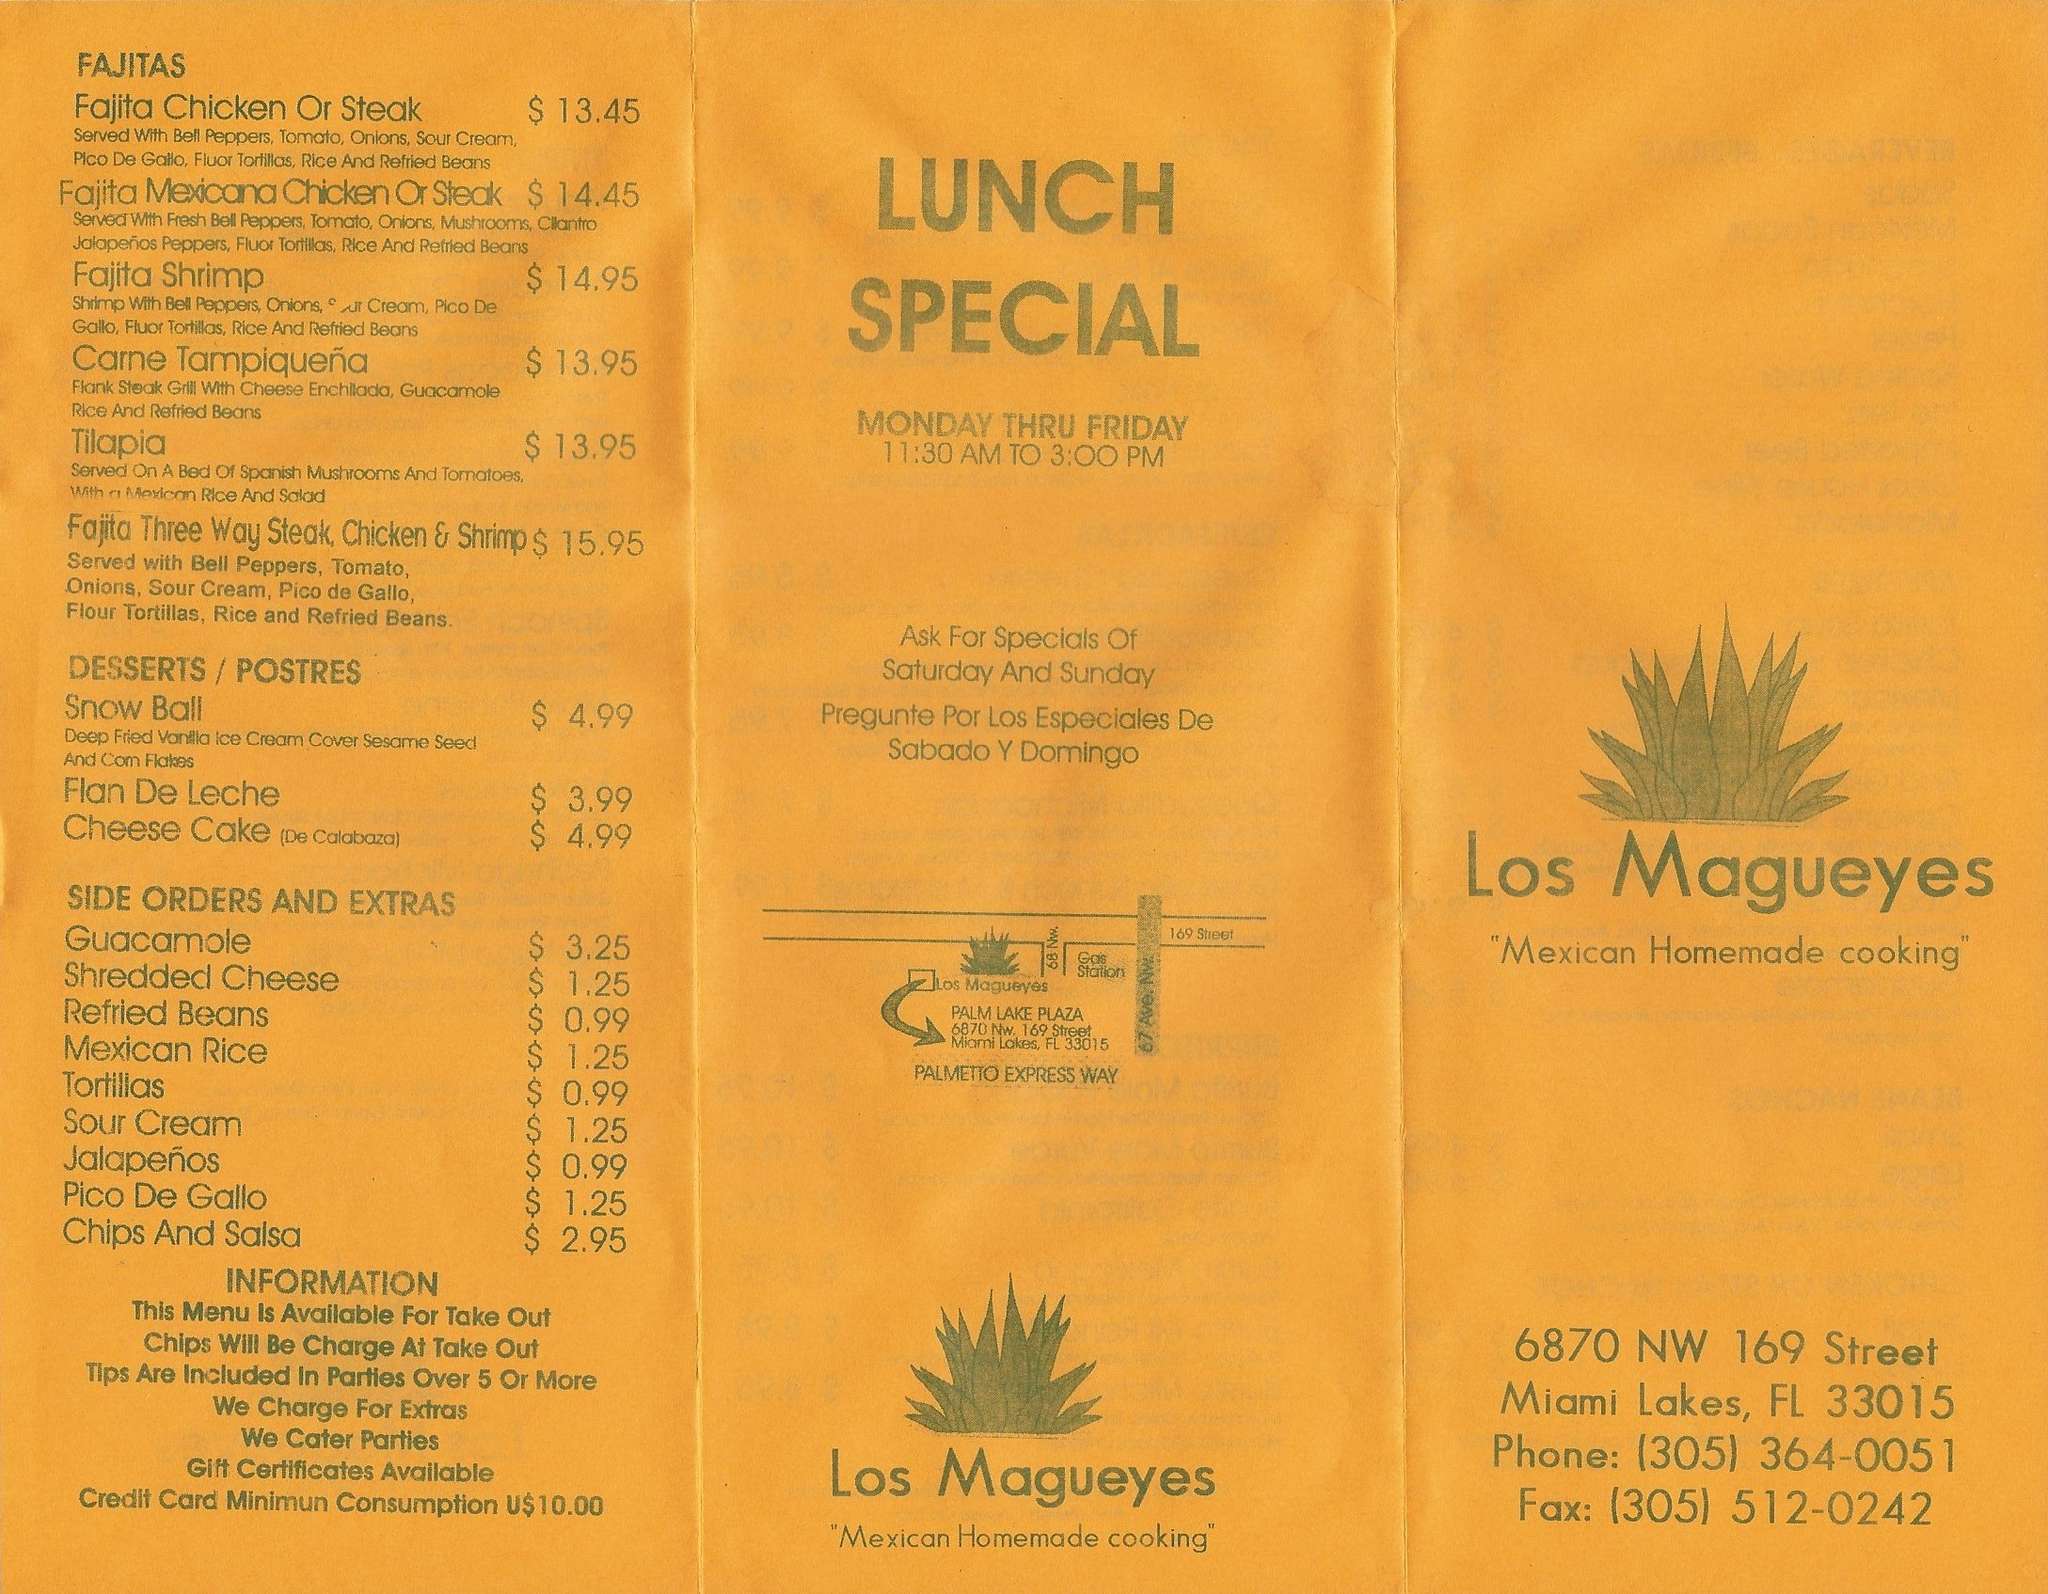 FAJITAS
Fajita Chicken Or Steak $ 13.45
Served With Bell Peppers, Tomato, Onions, Sour Cream,
Pico De Gallo, Fluor Tortillas, Rice And Refried Beans
Fajita Mexicana Chicken Or Steak $ 14.45
Served With Fresh Bell Peppers, Tomato, Onions, Mushrooms, Cilantro
Jalapeños Peppers, Fluor Tortillas, Rice And Refried Beans
Fajita Shrimp $ 14.95
Shrimp With Bell Peppers, Onions, Cream, Pico De
Gallo, Fluor Tortillas, Rice And Refried Beans
Carne Tampiqueña $ 13.95
Flank Steak Grill With Cheese Enchilada, Guacamole
Rice And Refried Beans
Tilapia $ 13.95
Served On A Bed Of Spanish Mushrooms And Tomatoes,
With a Mexican Rice And Salad
Fajita Three Way Steak, Chicken & Shrimp $ 15.95
Served with Bell Peppers, Tomato,
Onions, Sour Cream, Pico de Gallo,
Flour Tortillas, Rice and Refried Beans.
DESSERTS / POSTRES
Snow Ball $ 4.99
Deep Fried Vanilla Ice Cream Cover Sesame Seed
And Corn Flakes
Flan De Leche $ 3.99
Cheese Cake (De Calabaza) $ 4.99
SIDE ORDERS AND EXTRAS
Guacamole $ 3.25
Shredded Cheese $ 1.25
Refried Beans $ 0.99
Mexican Rice $ 1.25
Tortillas $ 0.99
Sour Cream $ 1.25
Jalapeños $ 0.99
Pico De Gallo $ 1.25
Chips And Salsa $ 2.95
INFORMATION
This Menu Is Available For Take Out
Chips Will Be Charge At Take Out
Tips Are Included In Parties Over 5 Or More
We Charge For Extras
We Cater Parties
Gift Certificates Available
Credit Card Minimun Consumption U$10.00
LUNCH
SPECIAL
MONDAY THRU FRIDAY
11:30 AM TO 3:00 PM
Ask For Specials Of
Saturday And Sunday
Pregunte Por Los Especiales De
Sabado Y Domingo
169 Street
68 Nw.
Gas
Station
67 Ave. Nw.
Los Magueyes
PALM LAKE PLAZA
6870 Nw. 169 Street
Miami Lakes, FL 33015
PALMETTO EXPRESS WAY
Los Magueyes
"Mexican Homemade cooking"
Los Magueyes
"Mexican Homemade cooking"
6870 NW 169 Street
Miami Lakes, FL 33015
Phone: (305) 364-0051
Fax: (305) 512-0242